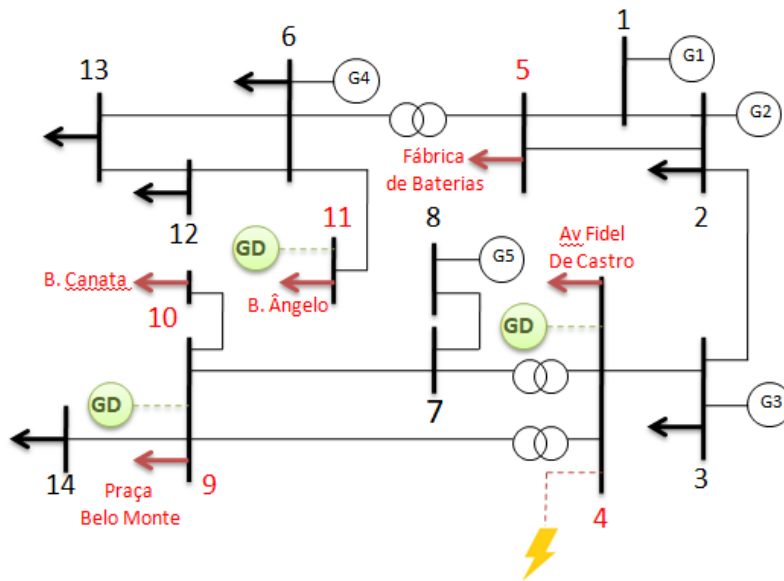 1
6
G1
13
5
G4
G2
Fábrica
de Baterias
11
8
2
12
Av Fidel
De Castro
GD
G5
B. Canata
B. Ângelo
10
GD
GD
7
G3
3
14
Praça
Belo Monte
9
4